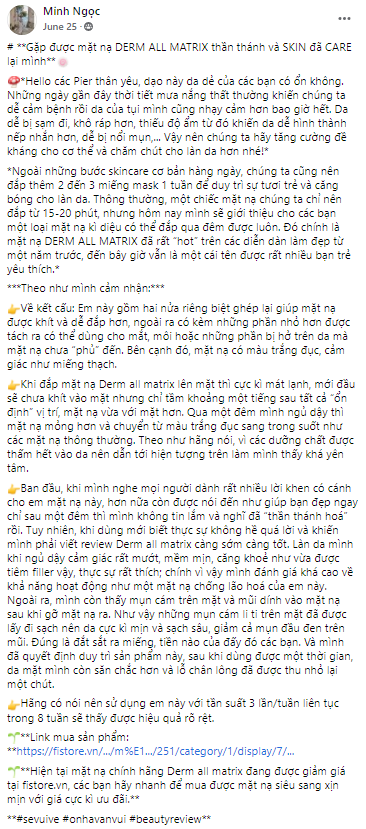 Minh Ngọc
June 25
# **Gặp được mặt nạ DERM ALL MATRIX thần thánh và SKIN đã CARE
lại mình**🌸
🍄*Hello các Pier thân yêu, dạo này da dẻ của các bạn có ổn không.
Những ngày gần đây thời tiết mưa nắng thất thường khiến chúng ta
dễ cảm bệnh rồi da của tụi mình cũng nhạy cảm hơn bao giờ hết. Da
dễ bị sạm đi, khó ráp hơn, thiếu độ ẩm từ đó khiến da dễ hình thành
nếp nhăn hơn, dễ bị nổi mụn,... Vậy nên chúng ta hãy tăng cường đề
kháng cho cơ thể và chăm chút cho làn da hơn nhé!*
*Ngoài những bước skincare cơ bản hàng ngày, chúng ta cũng nên
đắp thêm 2 đến 3 miếng mask 1 tuần để duy trì sự tươi trẻ và căng
bóng cho làn da. Thông thường, một chiếc mặt nạ chúng ta chỉ nên
đắp từ 15-20 phút, nhưng hôm nay mình sẽ giới thiệu cho các bạn
một loại mặt nạ kì diệu có thể đắp qua đêm được luôn. Đó chính là
mặt nạ DERM ALL MATRIX đã rất "hot" trên các diễn dàn làm đẹp từ
một năm trước, đến bây giờ vẫn là một cái tên được rất nhiều bạn trẻ
yêu thích.*
***Theo như mình cảm nhận:***
👉Về kết cấu: Em này gồm hai nửa riêng biệt ghép lại giúp mặt nạ
được khít và dễ đắp hơn, ngoài ra có kèm những phần nhỏ hơn được
tách ra có thể dùng cho mắt, môi hoặc những phần bị hở trên da mà
mặt nạ chưa "phủ" đến. Bên cạnh đó, mặt nạ có màu trắng đục, cảm
giác như miếng thạch.
👉Khi đắp mặt nạ Derm all matrix lên mặt thì cực kì mát lạnh, mới đầu
sẽ chưa khít vào mặt nhưng chỉ tầm khoảng một tiếng sau tất cả "ổn
định" vị trí, mặt nạ vừa với mặt hơn. Qua một đêm mình ngủ dậy thì
mặt nạ mỏng hơn và chuyển từ màu trắng đục sang trong suốt như
các mặt nạ thông thường. Theo như hãng nói, vì các dưỡng chất được
thấm hết vào da nên dẫn tới hiện tượng trên làm mình thấy khá yên
tâm.
👉Ban đầu, khi mình nghe mọi người dành rất nhiều lời khen có cánh
cho em mặt nạ này, hơn nữa còn được nói đến như giúp bạn đẹp ngay
chỉ sau một đêm thì mình không tin lắm và nghĩ đã "thần thánh hoá"
rồi. Tuy nhiên, khi dùng mới biết thực sự không hề quá lời và khiến
mình phải viết review Derm all matrix càng sớm càng tốt. Làn da mình
khi ngủ dậy cảm giác rất mướt, mềm mịn, căng khoẻ như vừa được
tiêm filler vậy, thực sự rất thích; chính vì vậy mình đánh giá khá cao về
khả năng hoạt động như một mặt nạ chống lão hoá của em này.
Ngoài ra, mình còn thấy mụn cám trên mặt và mũi dính vào mặt nạ
sau khi gỡ mặt nạ ra. Như vậy những mụn cám li ti trên mặt đã được
lấy đi sạch nên da cực kì mịn và sạch sâu, giảm cả mụn đầu đen trên
mũi. Đúng là đắt sắt ra miếng, tiền nào của đấy đó các bạn. Và mình
đã quyết định duy trì sản phẩm này, sau khi dùng được một thời gian,
da mặt mình còn săn chắc hơn và lỗ chân lông đã được thu nhỏ lại
một chút.
👉Hãng có nói nên sử dụng em này với tần suất 3 lần/tuần liên tục
trong 8 tuần sẽ thấy được hiệu quả rõ rệt.
🌱**Link mua sản phẩm:
**https://fistore.vn/.../m%E1.../251/category/1/display/7/...
🌱**Hiện tại mặt nạ chính hãng Derm all matrix đang được giảm giá
tại fistore.vn, các bạn hãy nhanh để mua được mặt nạ siêu sang xịn
mịn với giá cực kì ưu đãi.**
**#sevuive #onhavanvui #beautyreview**